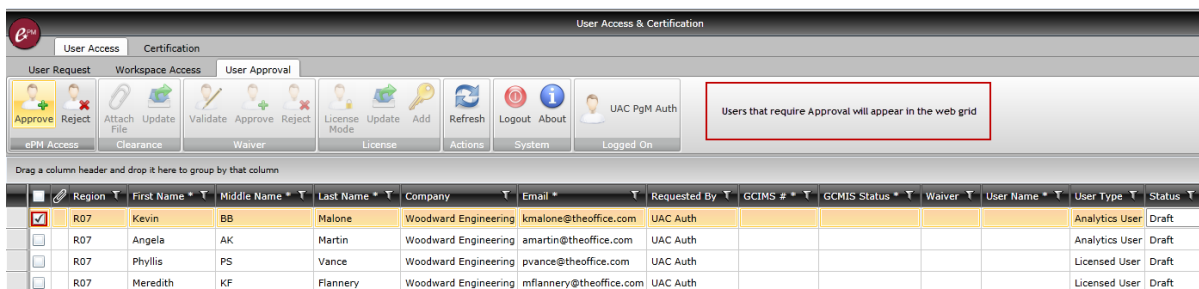 User Access & Certification
ePM
User Access Certification
User Request Workspace Access User Approval
Approve Reject Attach File Update Validate Approve Reject License Mode Update Add Refresh Logout About UAC PgM Auth
Users that require Approval will appear in the web grid
ePM Access Clearance Waiver License Actions System Logged On
Drag a column header and drop it here to group by that column
Region First Name * Middle Name * Last Name * Company Email * Requested By GCIMS # * GCMIS Status * Waiver User Name * User Type Status
R07 Kevin BB Malone Woodward Engineering kmalone@theoffice.com UAC Auth Analytics User Draft
R07 Angela AK Martin Woodward Engineering amartin@theoffice.com UAC Auth Analytics User Draft
R07 Phyllis PS Vance Woodward Engineering pvance@theoffice.com UAC Auth Licensed User Draft
R07 Meredith KF Flannery Woodward Engineering mflannery@theoffice.com UAC Auth Licensed User Draft